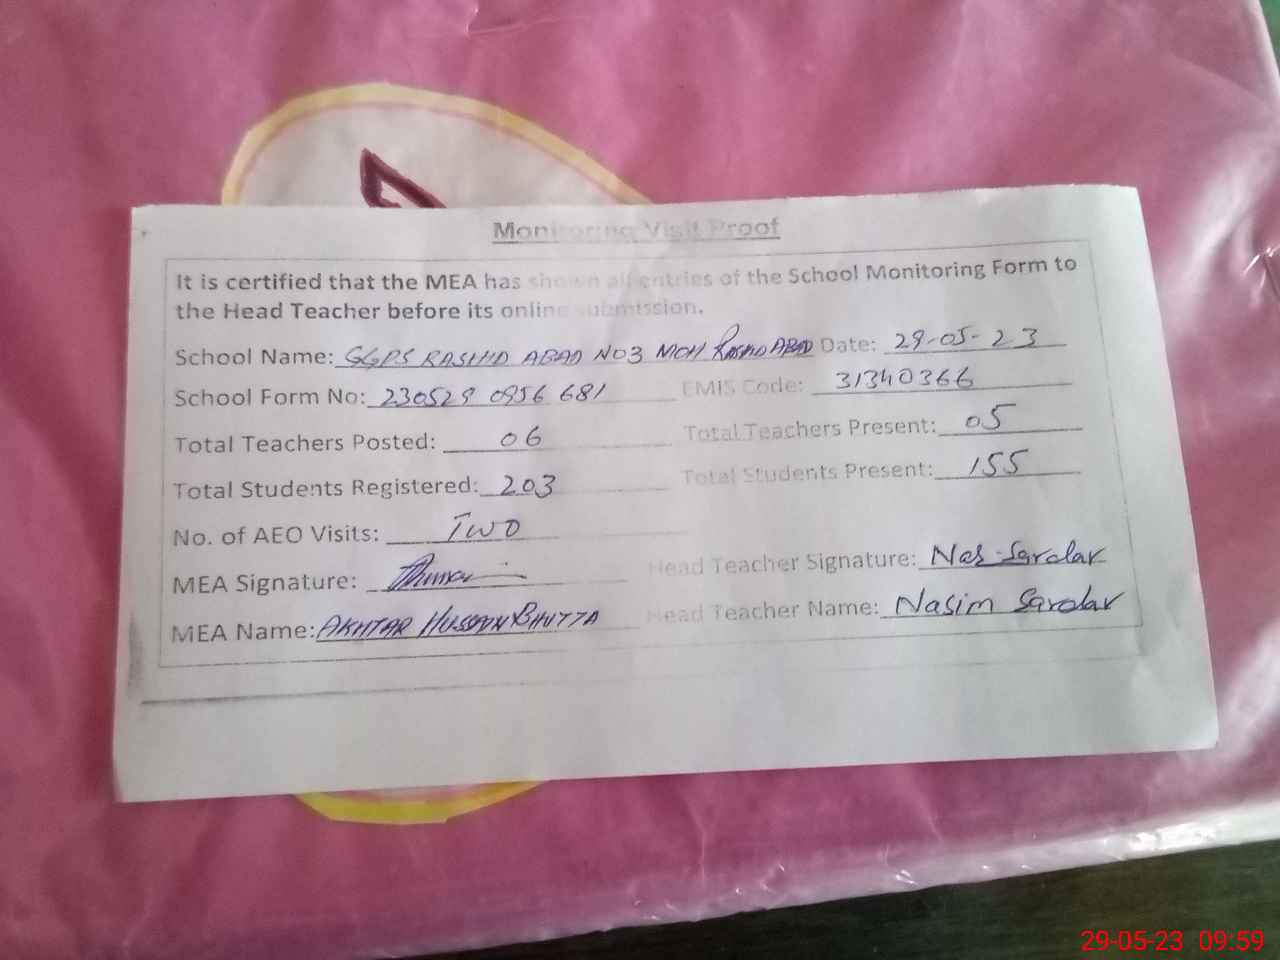 Monitoring Visit Proof
It is certified that the MEA has shown all entries of the School Monitoring Form to
the Head Teacher before its online submission.
School Name: GGPS RASHID ABAD NO3 MOH RASHID ABAD Date: 29-05-23
School Form No: 230529 0956 681 EMIS Code: 31340366
Total Teachers Posted: 06 Total Teachers Present: 05
Total Students Registered: 203 Total Students Present: 155
No. of AEO Visits: Two
MEA Signature: Head Teacher Signature: Nas-Sardar
MEA Name: AKHTAR HUSSAIN BHUTTA Head Teacher Name: Nasim Sardar
29-05-23 09:59